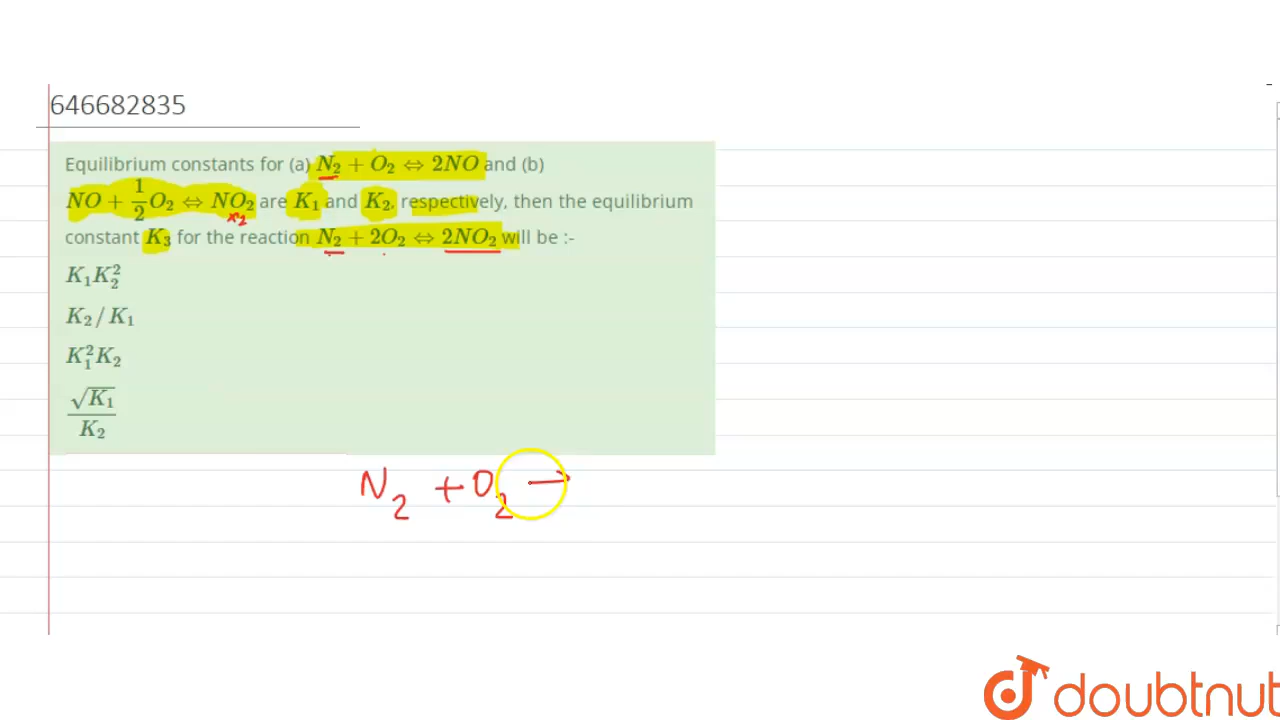 646682835
Equilibrium constants for (a) N₂ + O₂ ⇔ 2NO and (b)
NO + 1/2 O₂ ⇔ NO₂ are K₁ and K₂, respectively, then the equilibrium
×2
constant K₃ for the reaction N₂ + 2O₂ ⇔ 2NO₂ will be :-
K₁K₂²
K₂ / K₁
K₁²K₂
√K₁ / K₂
N₂ + O₂ →
doubtnut